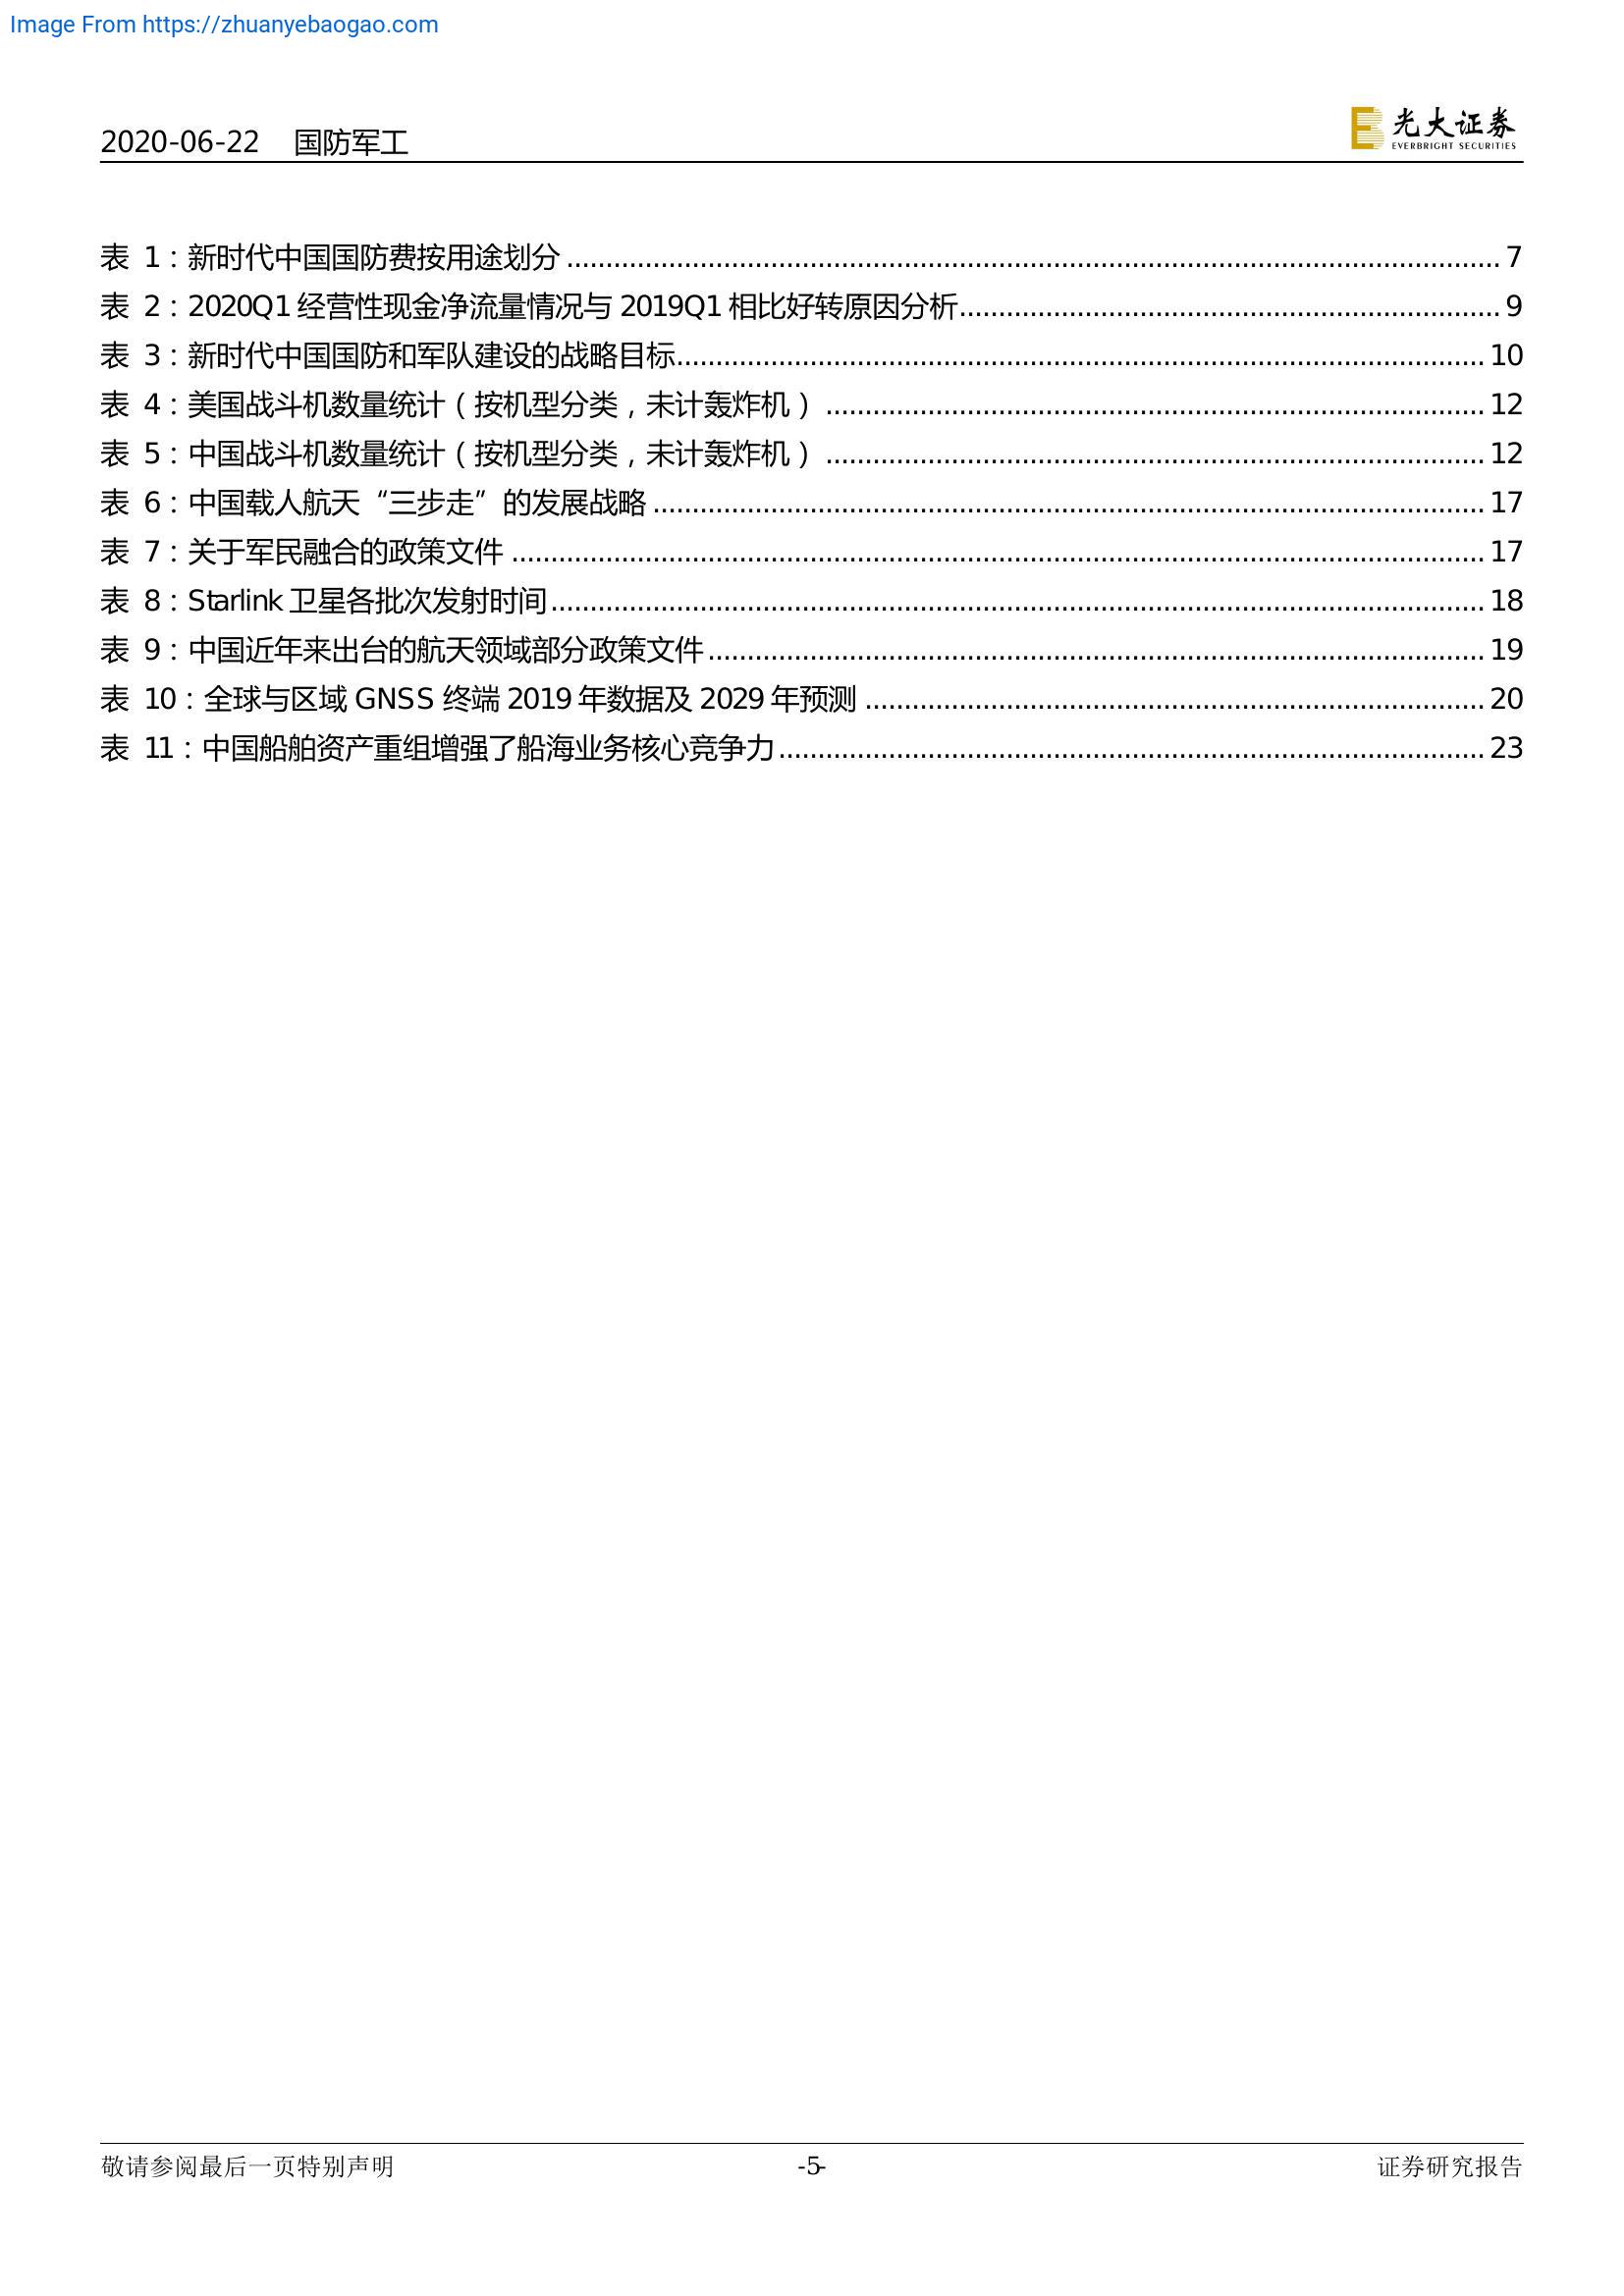 Image From https://zhuanyebaogao.com
2020-06-22 国防军工
光大证券
EVERBRIGHT SECURITIES
表 1：新时代中国国防费按用途划分 ........................................ 7
表 2：2020Q1 经营性现金净流量情况与 2019Q1 相比好转原因分析 ........................................ 9
表 3：新时代中国国防和军队建设的战略目标 ........................................ 10
表 4：美国战斗机数量统计（按机型分类，未计轰炸机） ........................................ 12
表 5：中国战斗机数量统计（按机型分类，未计轰炸机） ........................................ 12
表 6：中国载人航天“三步走”的发展战略 ........................................ 17
表 7：关于军民融合的政策文件 ........................................ 17
表 8：Starlink 卫星各批次发射时间 ........................................ 18
表 9：中国近年来出台的航天领域部分政策文件 ........................................ 19
表 10：全球与区域 GNSS 终端 2019 年数据及 2029 年预测 ........................................ 20
表 11：中国船舶资产重组增强了船海业务核心竞争力 ........................................ 23
敬请参阅最后一页特别声明 -5- 证券研究报告